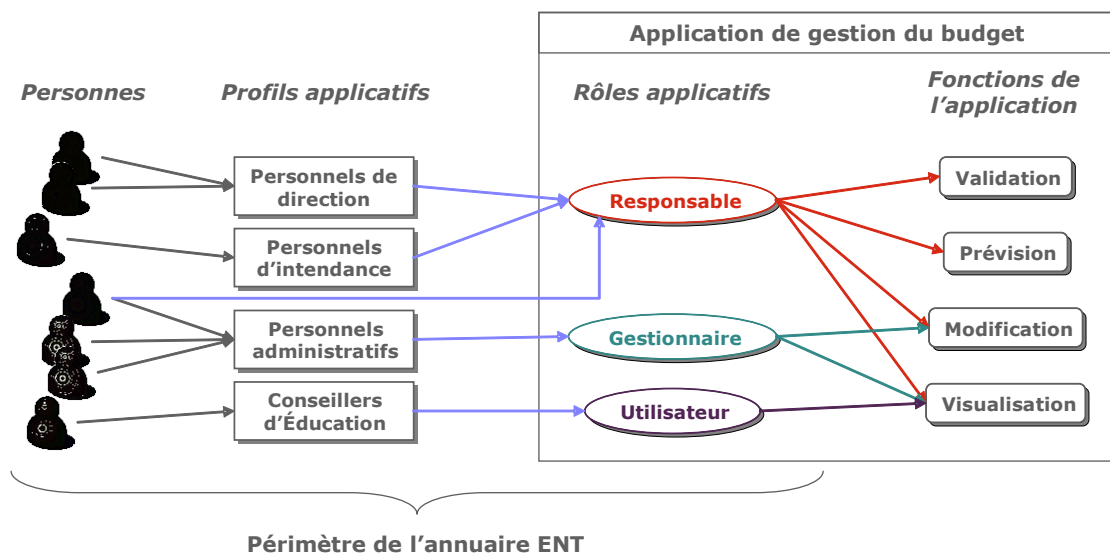 Application de gestion du budget
Personnes
Profils applicatifs
Rôles applicatifs
Fonctions de
l’application
Personnels de
direction
Personnels
d’intendance
Personnels
administratifs
Conseillers
d’Éducation
Responsable
Gestionnaire
Utilisateur
Validation
Prévision
Modification
Visualisation
Périmètre de l’annuaire ENT